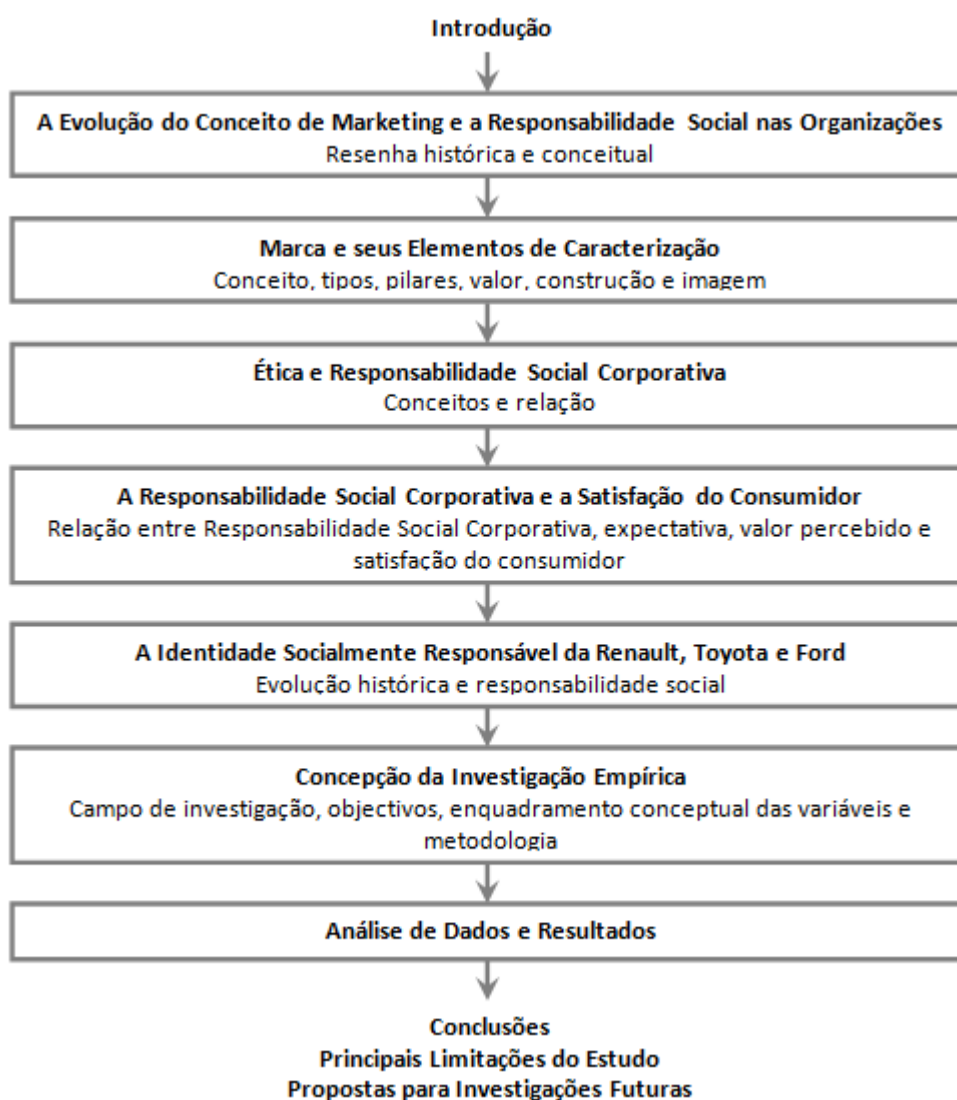 Introdução
A Evolução do Conceito de Marketing e a Responsabilidade Social nas Organizações
Resenha histórica e conceitual
Marca e seus Elementos de Caracterização
Conceito, tipos, pilares, valor, construção e imagem
Ética e Responsabilidade Social Corporativa
Conceitos e relação
A Responsabilidade Social Corporativa e a Satisfação do Consumidor
Relação entre Responsabilidade Social Corporativa, expectativa, valor percebido e
satisfação do consumidor
A Identidade Socialmente Responsável da Renault, Toyota e Ford
Evolução histórica e responsabilidade social
Concepção da Investigação Empírica
Campo de investigação, objectivos, enquadramento conceptual das variáveis e
metodologia
Análise de Dados e Resultados
Conclusões
Principais Limitações do Estudo
Propostas para Investigações Futuras